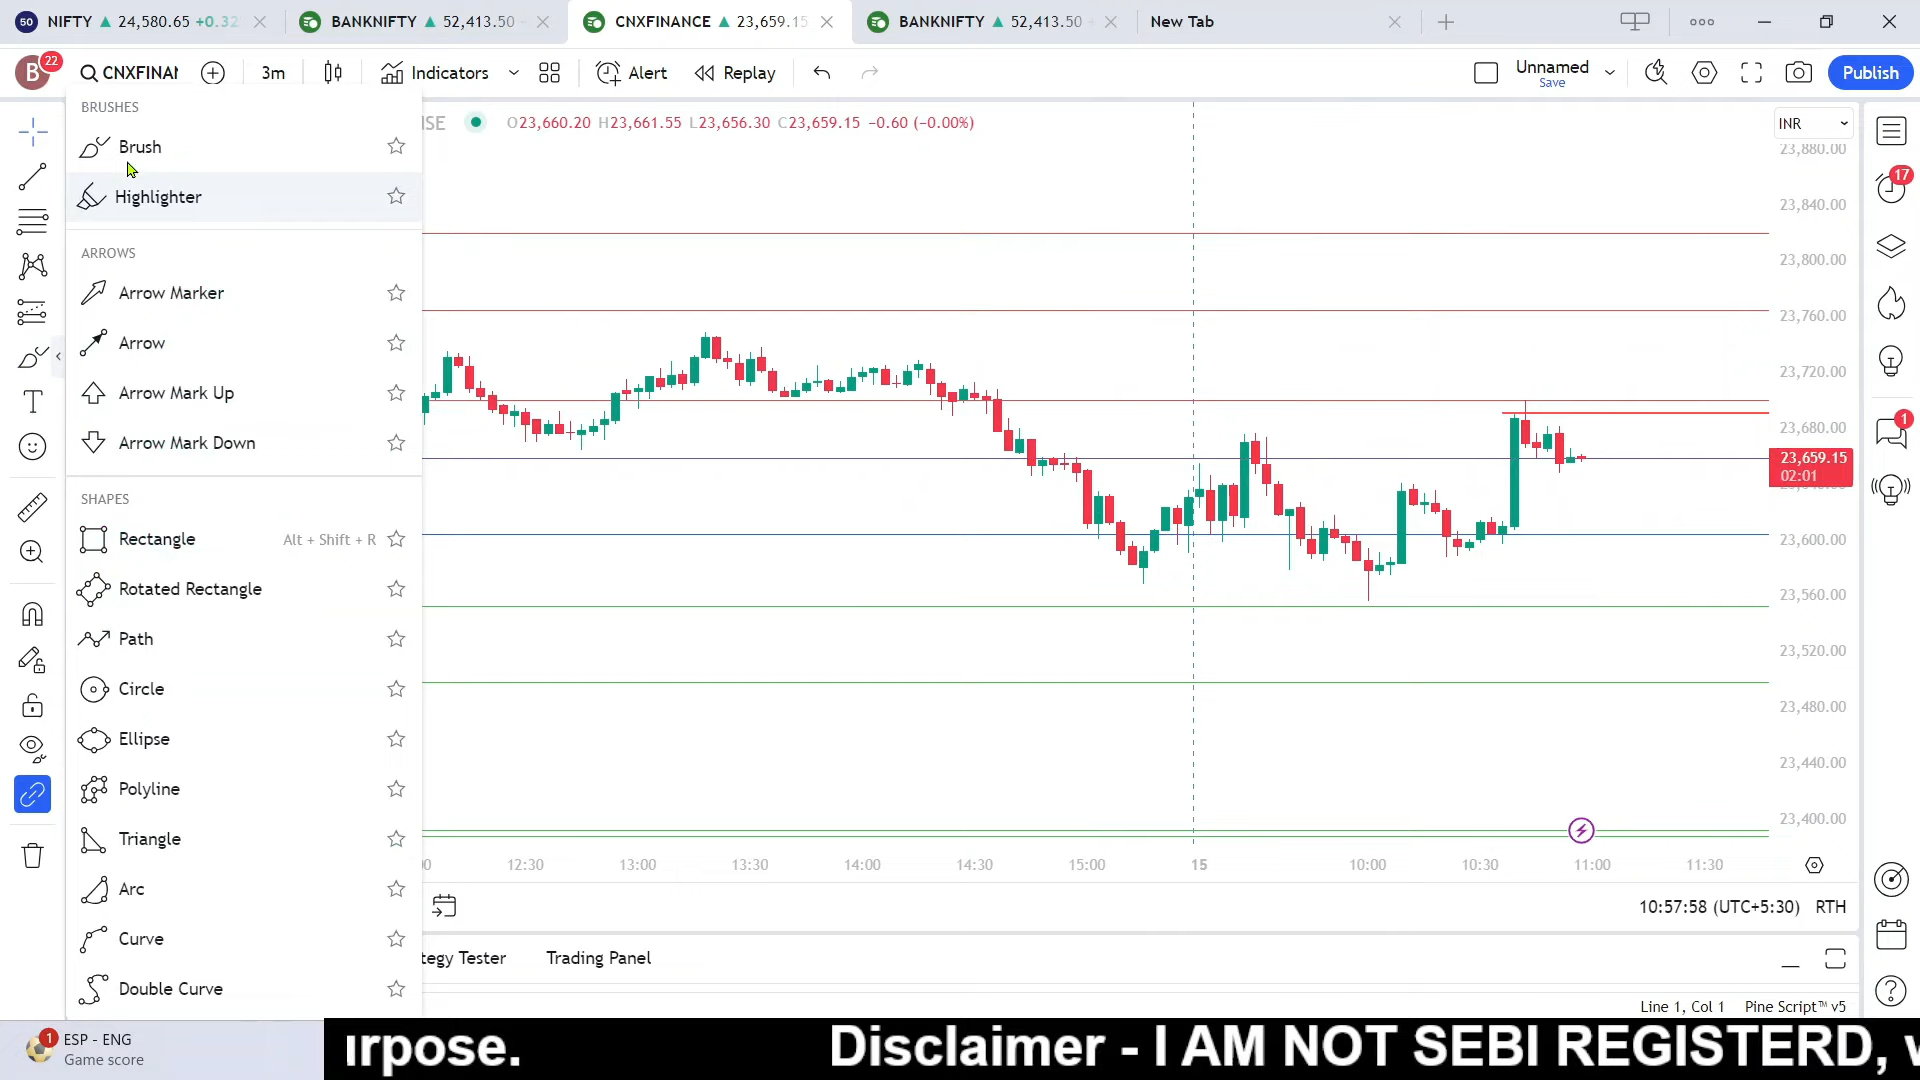 50 NIFTY ▲ 24,580.65 +0.32
BANKNIFTY ▲ 52,413.50
CNXFINANCE ▲ 23,659.15
BANKNIFTY ▲ 52,413.50
New Tab
B 22
CNXFINAN
3m
Indicators
Alert
Replay
Unnamed
Save
Publish
BRUSHES
Brush
Highlighter
ARROWS
Arrow Marker
Arrow
Arrow Mark Up
Arrow Mark Down
SHAPES
Rectangle Alt + Shift + R
Rotated Rectangle
Path
Circle
Ellipse
Polyline
Triangle
Arc
Curve
Double Curve
O23,660.20 H23,661.55 L23,656.30 C23,659.15 −0.60 (−0.00%)
INR
23,880.00
23,840.00
23,800.00
23,760.00
23,720.00
23,680.00
23,659.15
02:01
23,600.00
23,560.00
23,520.00
23,480.00
23,440.00
23,400.00
17
1
12:30 13:00 13:30 14:00 14:30 15:00 15 10:00 10:30 11:00 11:30
10:57:58 (UTC+5:30) RTH
tegy Tester
Trading Panel
Line 1, Col 1 Pine Script™ v5
1
ESP - ENG
Game score
ırpose. Disclaimer - I AM NOT SEBI REGISTERD,